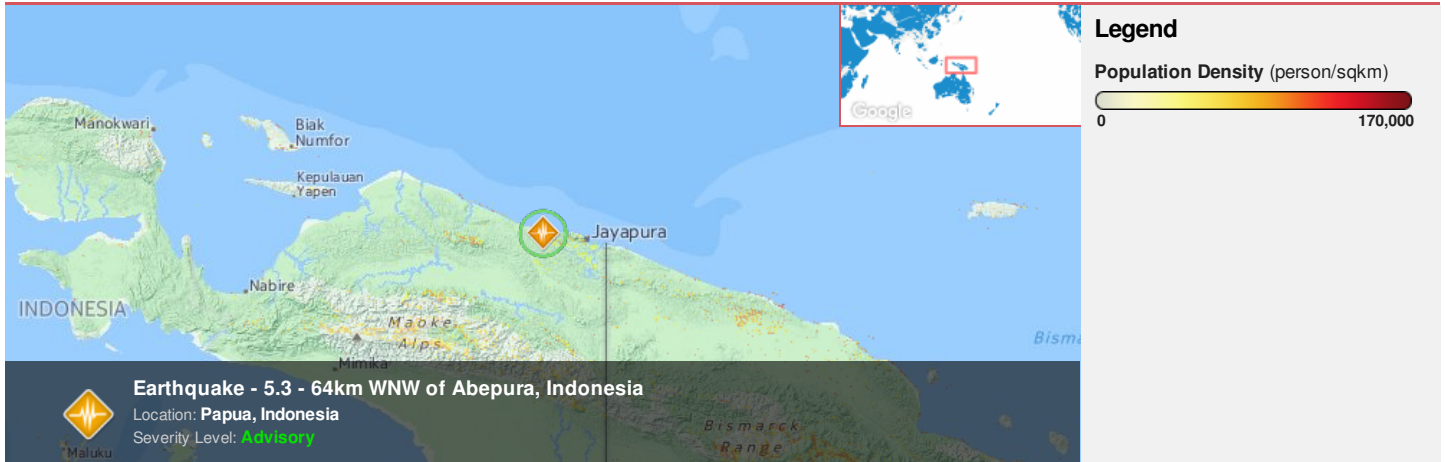 Manokwari
Biak
Numfor
Kepulauan
Yapen
Jayapura
Nabire
INDONESIA
Maoke
Alps
Mimika
Bisma
Earthquake - 5.3 - 64km WNW of Abepura, Indonesia
Location: Papua, Indonesia
Severity Level: Advisory
Maluku
Bismarck
Range
Google
Legend
Population Density (person/sqkm)
0 170,000